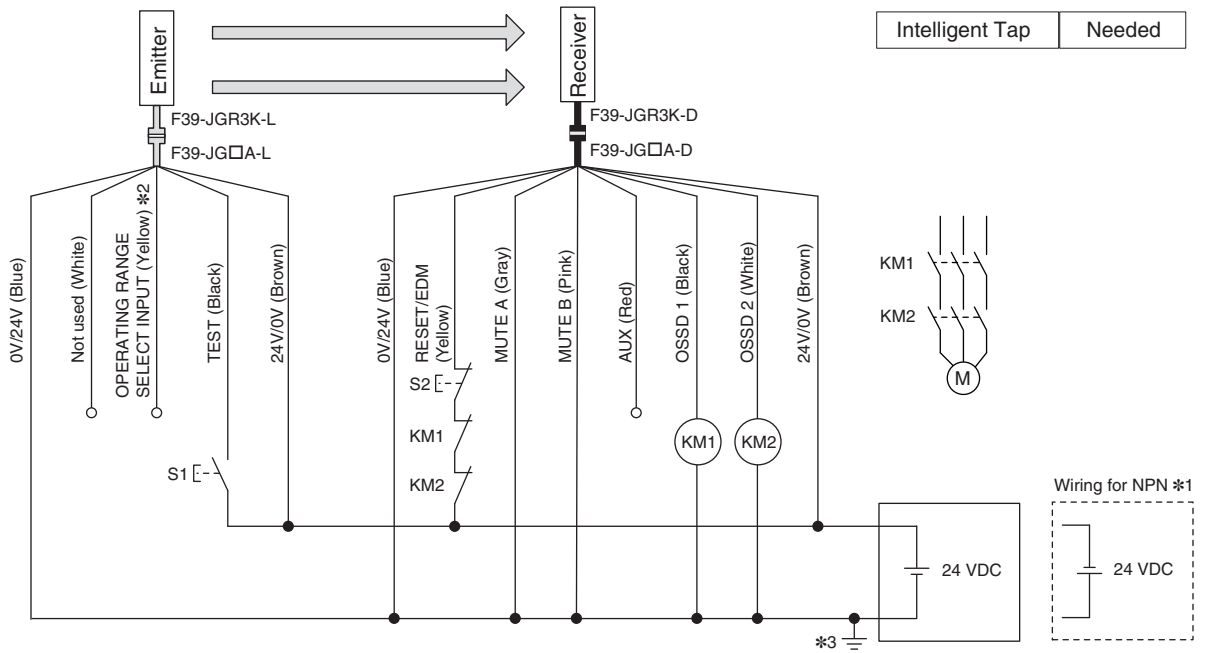 Emitter
Receiver
Intelligent Tap
Needed
F39-JGR3K-L
F39-JG□A-L
F39-JGR3K-D
F39-JG□A-D
0V/24V (Blue)
Not used (White)
OPERATING RANGE
SELECT INPUT (Yellow) ✻2
TEST (Black)
24V/0V (Brown)
0V/24V (Blue)
RESET/EDM
(Yellow)
MUTE A (Gray)
MUTE B (Pink)
AUX (Red)
OSSD 1 (Black)
OSSD 2 (White)
24V/0V (Brown)
KM1
KM2
M
S2
KM1
KM2
KM1
KM2
S1
Wiring for NPN ✻1
24 VDC
24 VDC
✻3